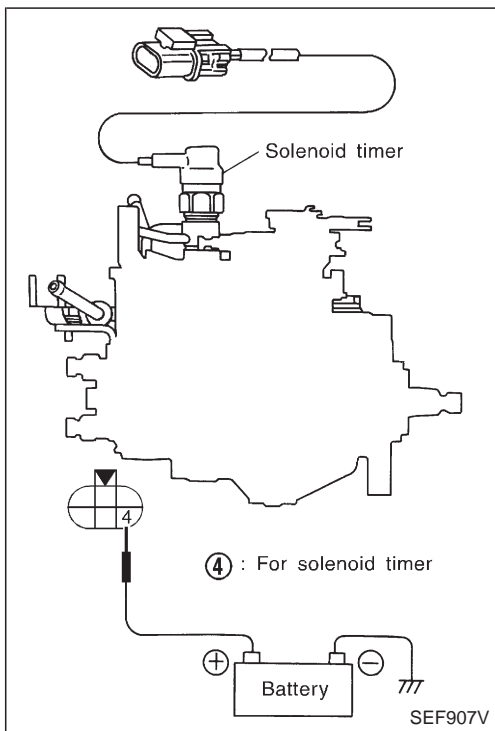 Solenoid timer
4
④ : For solenoid timer
⊕ ⊖
Battery
SEF907V